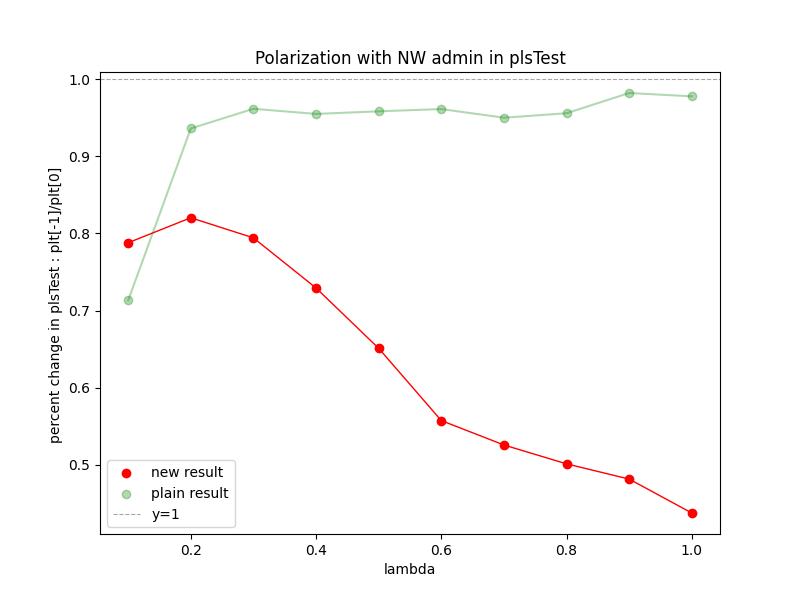 Polarization with NW admin in plsTest
percent change in plsTest : plt[-1]/plt[0]
1.0
0.9
0.8
0.7
0.6
0.5
new result
plain result
y=1
0.2 0.4 0.6 0.8 1.0
lambda